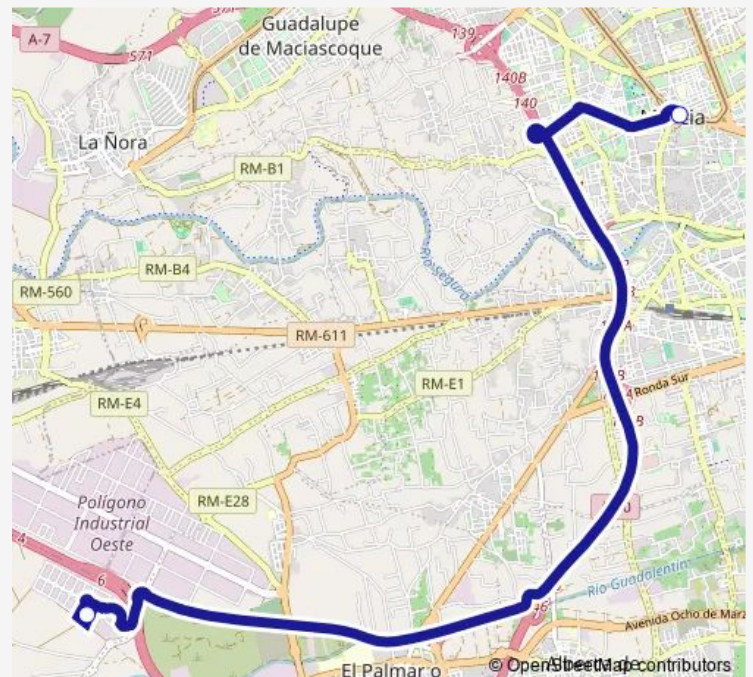 Guadalupe
de Maciascoque
A-7
571
139
140B
140
La Ñora
RM-B1
RM-B4
Río Segura
RM-560
RM-611
RM-E1
RM-E4
Ronda Sur
RM-E28
Polígono
Industrial
Oeste
4
6
Río Guadalentín
Avenida Ocho de Marz
El Palmar o
© OpenStreetMap contributors